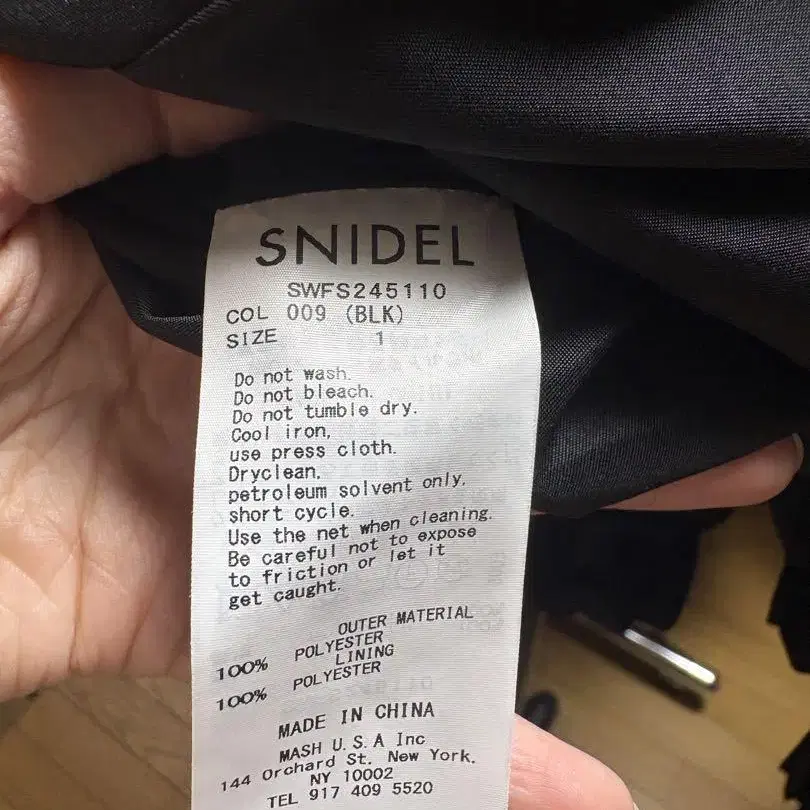 SNIDEL
SWFS245110
COL 009 (BLK)
SIZE 1
Do not wash.
Do not bleach.
Do not tumble dry.
Cool iron,
use press cloth.
Dryclean,
petroleum solvent only,
short cycle.
Use the net when cleaning.
Be careful not to expose
to friction or let it
get caught.
OUTER MATERIAL
100% POLYESTER
LINING
100% POLYESTER
MADE IN CHINA
MASH U.S.A Inc
144 Orchard St. New York,
NY 10002
TEL 917 409 5520